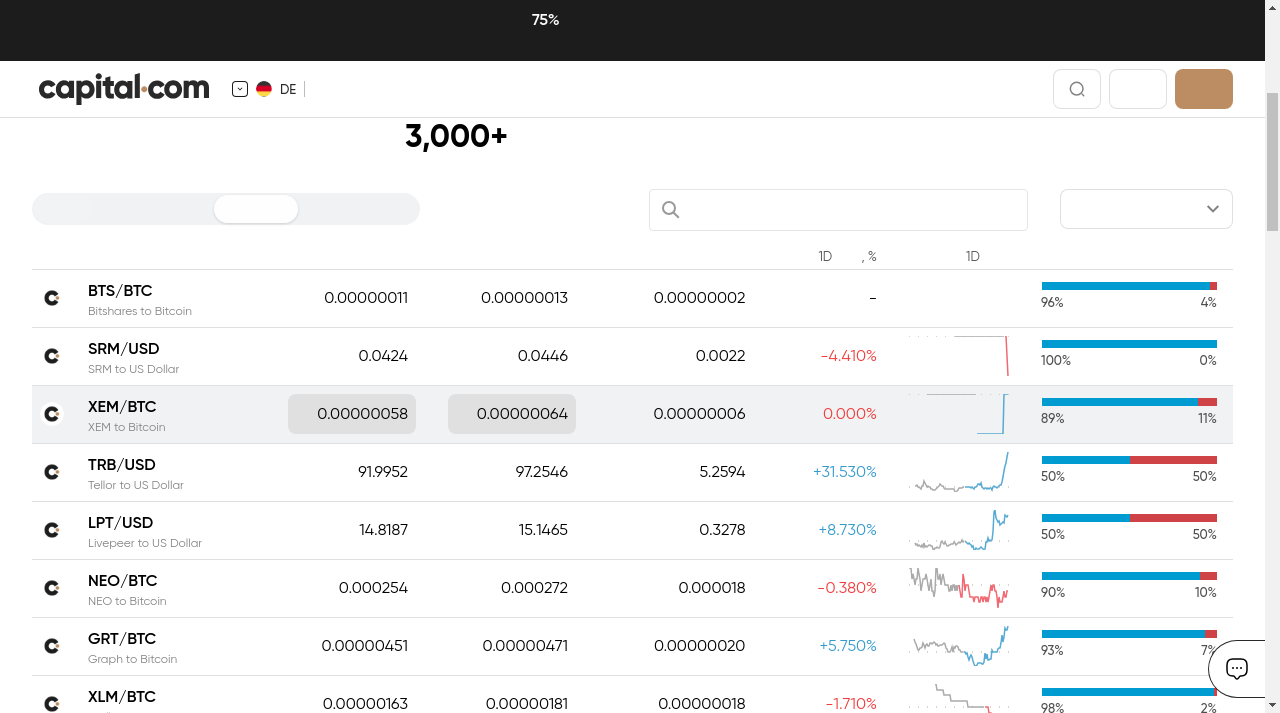 75%
capital.com
DE
3,000+
1D , % 1D
BTS/BTC
Bitshares to Bitcoin
0.00000011 0.00000013 0.00000002 -
96% 4%
SRM/USD
SRM to US Dollar
0.0424 0.0446 0.0022 -4.410%
100% 0%
XEM/BTC
XEM to Bitcoin
0.00000058 0.00000064 0.00000006 0.000%
89% 11%
TRB/USD
Tellor to US Dollar
91.9952 97.2546 5.2594 +31.530%
50% 50%
LPT/USD
Livepeer to US Dollar
14.8187 15.1465 0.3278 +8.730%
50% 50%
NEO/BTC
NEO to Bitcoin
0.000254 0.000272 0.000018 -0.380%
90% 10%
GRT/BTC
Graph to Bitcoin
0.00000451 0.00000471 0.00000020 +5.750%
93% 7%
XLM/BTC
0.00000163 0.00000181 0.00000018 -1.710%
98% 2%